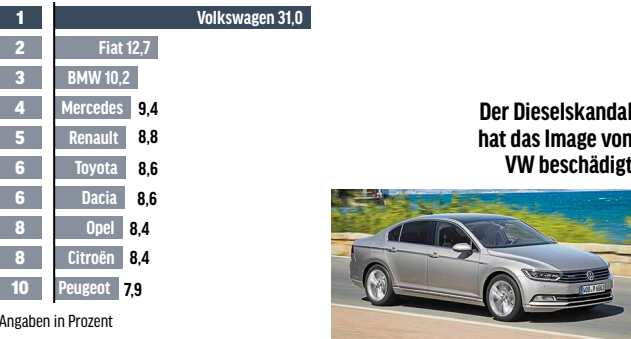 1 Volkswagen 31,0
2 Fiat 12,7
3 BMW 10,2
4 Mercedes 9,4
5 Renault 8,8
6 Toyota 8,6
6 Dacia 8,6
8 Opel 8,4
8 Citroën 8,4
10 Peugeot 7,9
Angaben in Prozent
Der Dieselskandal
hat das Image von
VW beschädigt